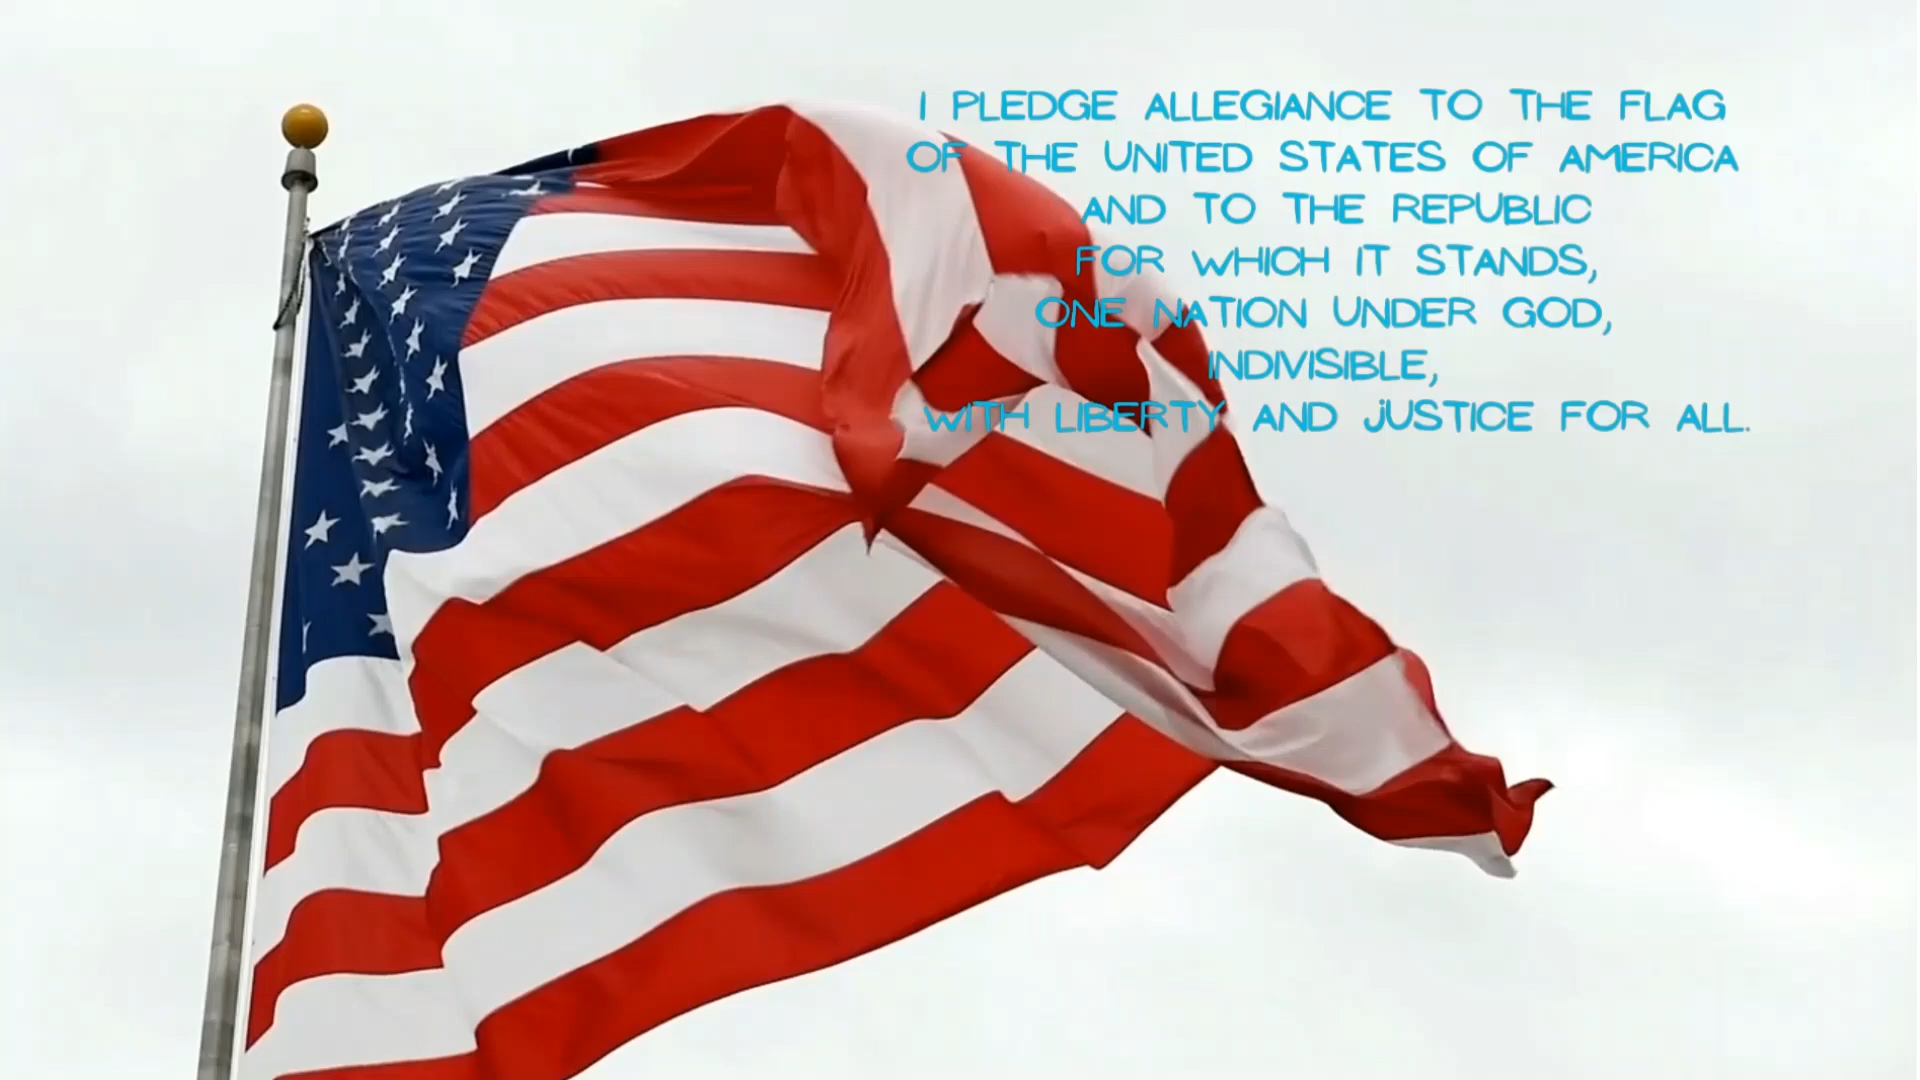 I PLEDGE ALLEGIANCE TO THE FLAG
OF THE UNITED STATES OF AMERICA
AND TO THE REPUBLIC
FOR WHICH IT STANDS,
ONE NATION UNDER GOD,
INDIVISIBLE,
WITH LIBERTY AND jUSTICE FOR ALL.